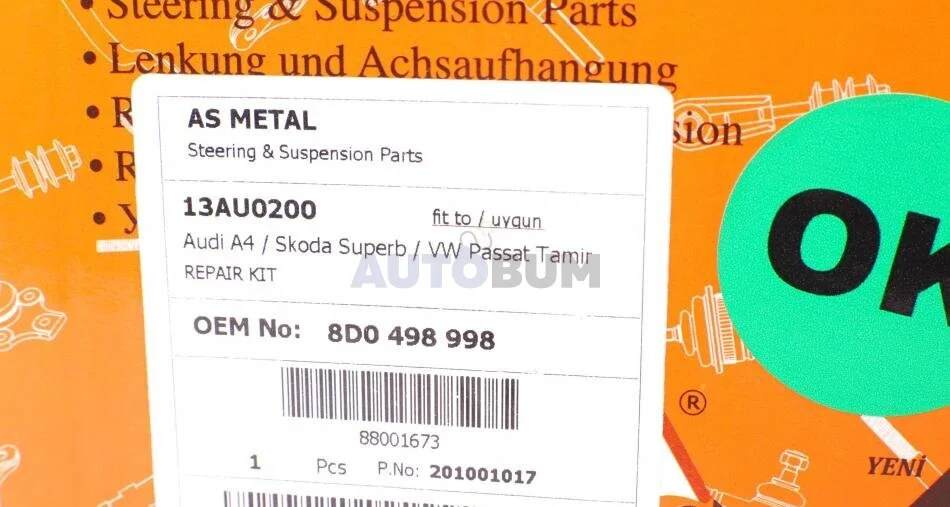 • Steering & Suspension Parts
• Lenkung und Achsaufhangung
• R
sion
• R
• У
AS METAL
Steering & Suspension Parts
13AU0200 fit to / uygun
Audi A4 / Skoda Superb / VW Passat Tamir
REPAIR KIT
AUTOBUM
OEM No: 8D0 498 998
88001673
1 Pcs P.No: 201001017
OK
®
YENİ